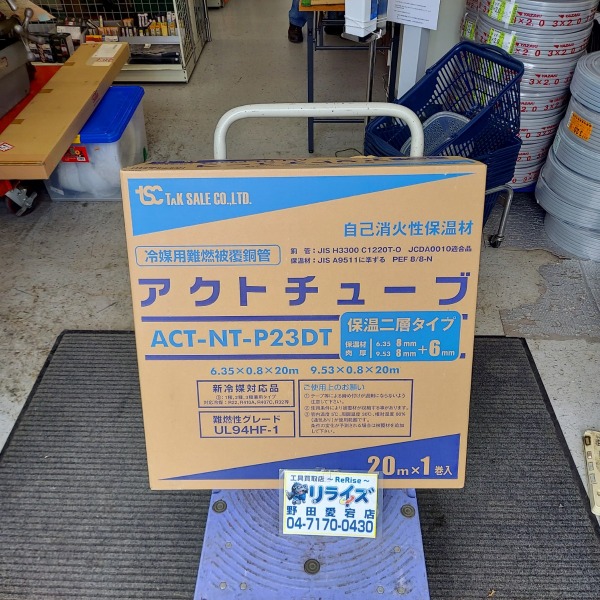 tsc TAK SALE CO.,LTD.
自己消火性保温材
冷媒用難燃被覆銅管
銅 管：JIS H3300 C1220T-O JCDA0010適合品
保温材：JIS A9511に準ずる PEF 8/8-N
アクトチューブ
ACT-NT-P23DT
保温二層タイプ
保温材 6.35 8mm
肉 厚 9.53 8mm +6mm
6.35×0.8×20m 9.53×0.8×20m
新冷媒対応品
難燃性グレード
UL94HF-1
ご使用上のお願い
20m×1巻入
工具買取店 ～ReRise～
リライズ
野田愛宕店
04-7170-0430